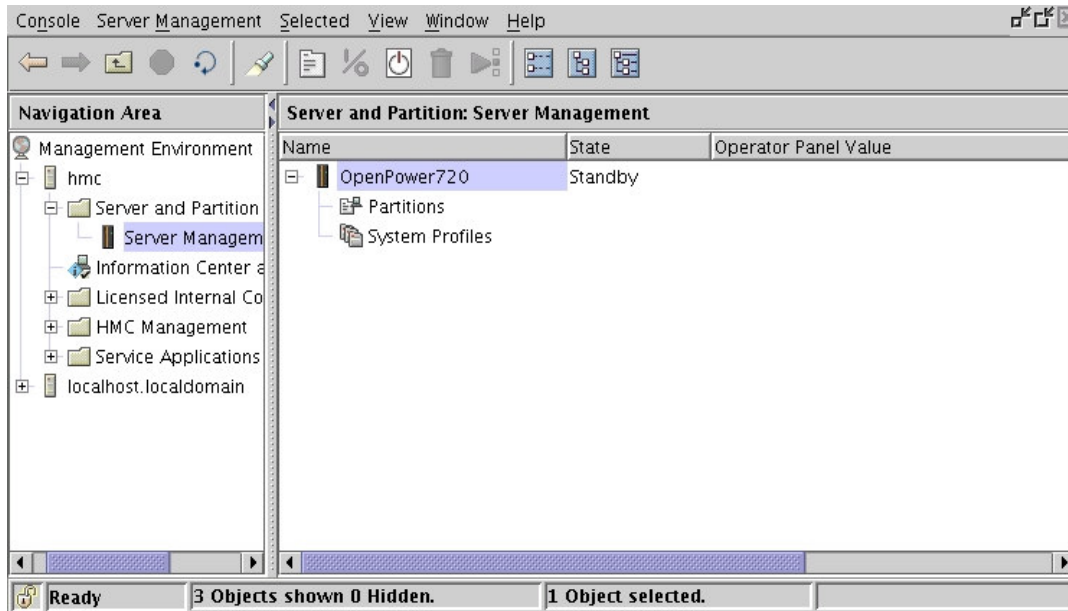 Console Server Management Selected View Window Help
Navigation Area
Server and Partition: Server Management
Management Environment
hmc
Server and Partition
Server Managem
Information Center a
Licensed Internal Co
HMC Management
Service Applications
localhost.localdomain
Name State Operator Panel Value
OpenPower720 Standby
Partitions
System Profiles
Ready 3 Objects shown 0 Hidden. 1 Object selected.